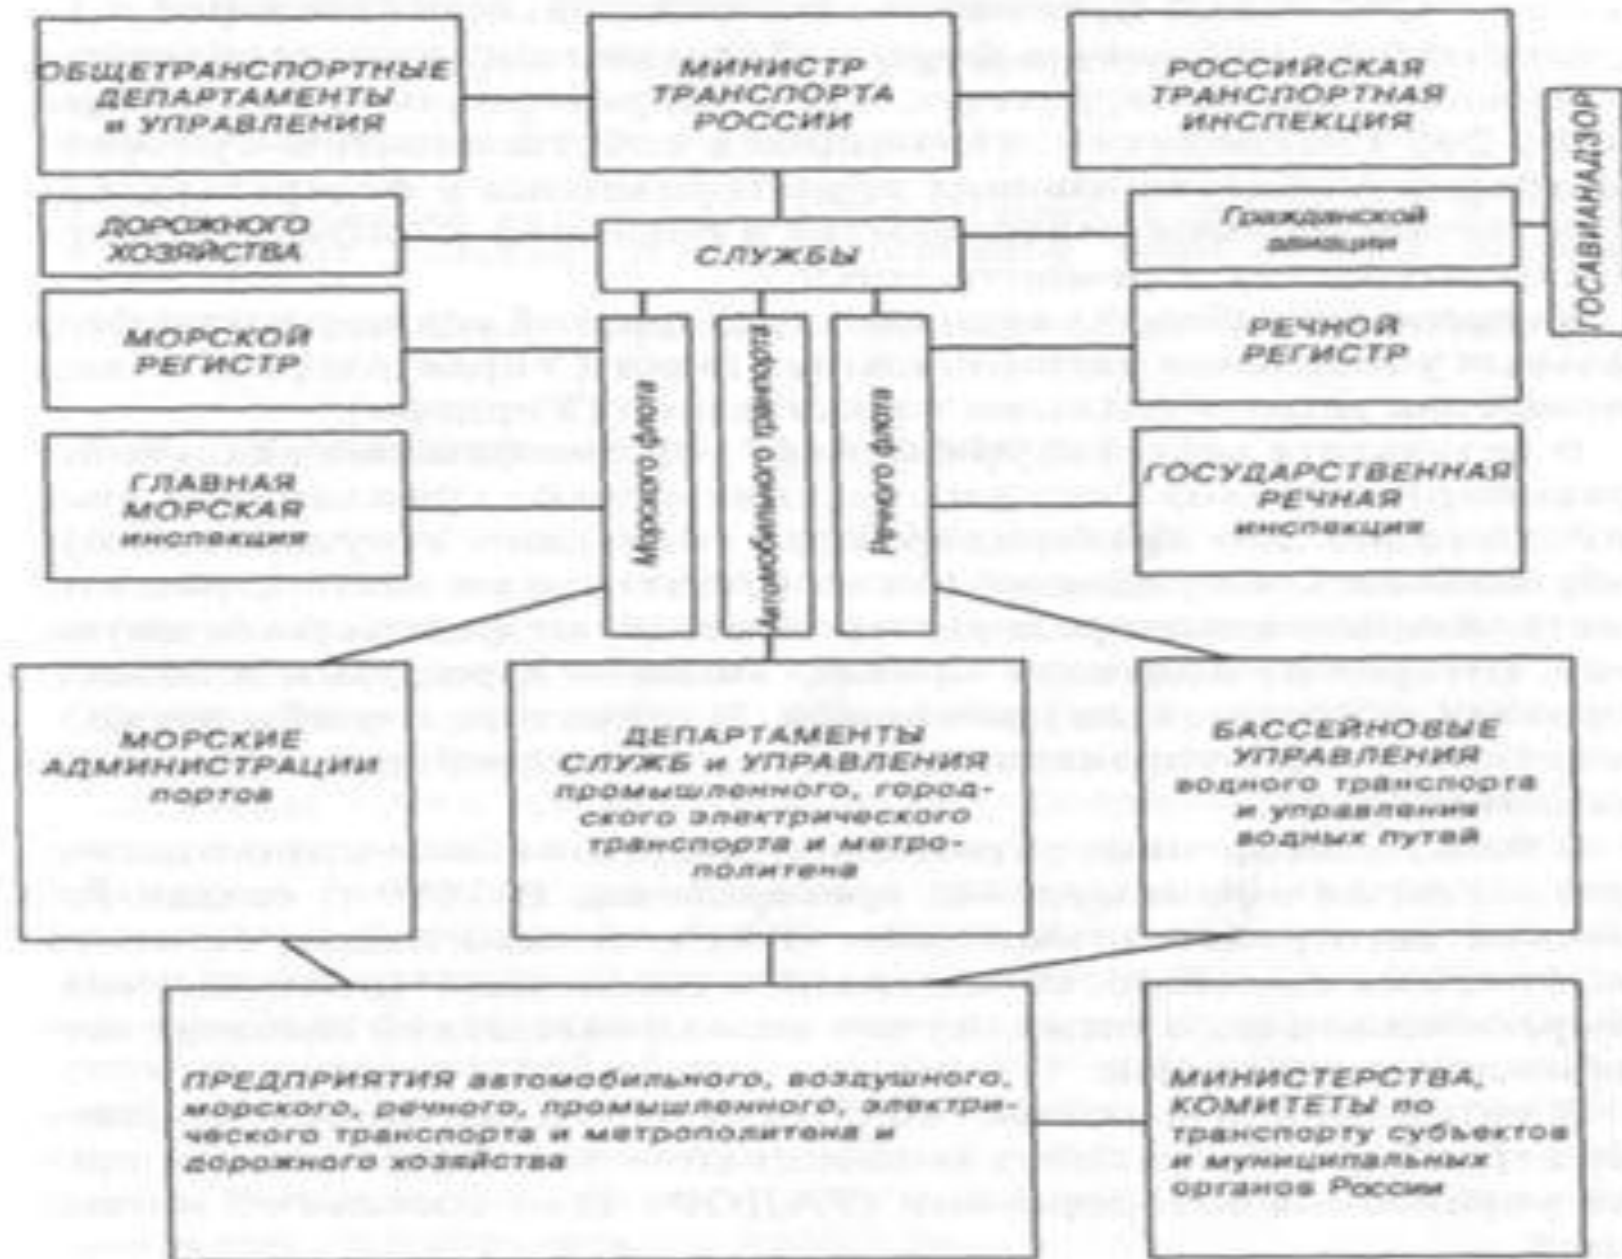 ОБЩЕТРАНСПОРТНЫЕ
ДЕПАРТАМЕНТЫ
и УПРАВЛЕНИЯ
МИНИСТР
ТРАНСПОРТА
РОССИИ
РОССИЙСКАЯ
ТРАНСПОРТНАЯ
ИНСПЕКЦИЯ
ГОСАВИАНАДЗОР
ДОРОЖНОГО
ХОЗЯЙСТВА
СЛУЖБЫ
Гражданской
авиации
МОРСКОЙ
РЕГИСТР
Морского флота
Автомобильного транпорта
Речного флота
РЕЧНОЙ
РЕГИСТР
ГЛАВНАЯ
МОРСКАЯ
инспекция
ГОСУДАРСТВЕННАЯ
РЕЧНАЯ
инспекция
МОРСКИЕ
АДМИНИСТРАЦИИ
портов
ДЕПАРТАМЕНТЫ
СЛУЖБ и УПРАВЛЕНИЯ
промышленного, город-
ского электрического
транспорта и метро-
политена
БАССЕЙНОВЫЕ
УПРАВЛЕНИЯ
водного транспорта
и управления
водных путей
ПРЕДПРИЯТИЯ автомобильного, воздушного,
морского, речного, промышленного, электри-
ческого транспорта и метрополитена и
дорожного хозяйства
МИНИСТЕРСТВА,
КОМИТЕТЫ по
транспорту субъектов
и муниципальных
органов России